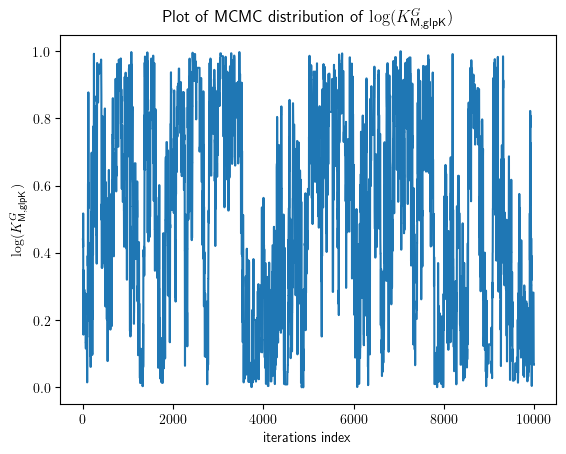 Plot of MCMC distribution of log(K^G_{M,glpK})
log(K^G_{M,glpK})
1.0
0.8
0.6
0.4
0.2
0.0
0 2000 4000 6000 8000 10000
iterations index